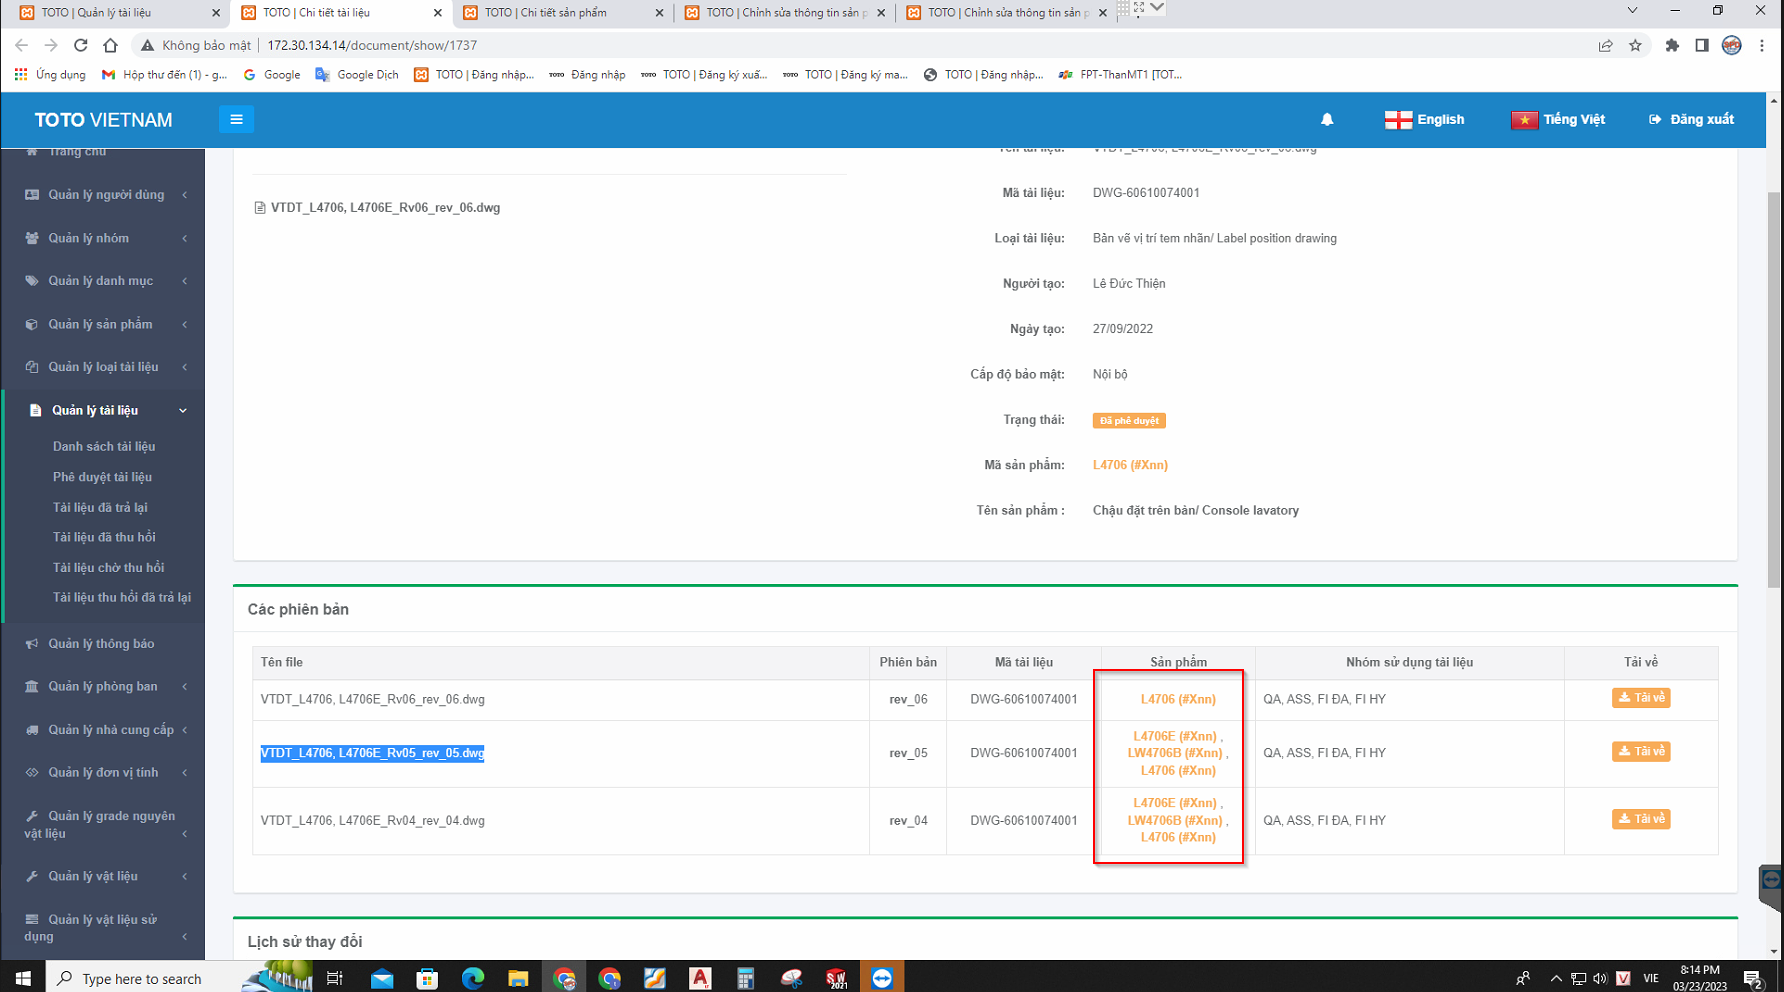 TOTO | Quản lý tài liệu
TOTO | Chi tiết tài liệu
TOTO | Chi tiết sản phẩm
TOTO | Chỉnh sửa thông tin sản p
TOTO | Chỉnh sửa thông tin sản p
Không bảo mật
172.30.134.14/document/show/1737
Ứng dụng
Hộp thư đến (1) - g...
Google
Google Dịch
TOTO | Đăng nhập...
Đăng nhập
TOTO | Đăng ký xuấ...
TOTO | Đăng ký ma...
TOTO | Đăng nhập...
FPT-ThanMT1 [TOT...
TOTO VIETNAM
English
Tiếng Việt
Đăng xuất
Trang chủ
Quản lý người dùng
Quản lý nhóm
Quản lý danh mục
Quản lý sản phẩm
Quản lý loại tài liệu
Quản lý tài liệu
Danh sách tài liệu
Phê duyệt tài liệu
Tài liệu đã trả lại
Tài liệu đã thu hồi
Tài liệu chờ thu hồi
Tài liệu thu hồi đã trả lại
Quản lý thông báo
Quản lý phòng ban
Quản lý nhà cung cấp
Quản lý đơn vị tính
Quản lý grade nguyên
vật liệu
Quản lý vật liệu
Quản lý vật liệu sử
dụng
VTDT_L4706, L4706E_Rv06_rev_06.dwg
Tên tài liệu: VTDT_L4706, L4706E_Rv06_rev_06.dwg
Mã tài liệu: DWG-60610074001
Loại tài liệu: Bản vẽ vị trí tem nhãn/ Label position drawing
Người tạo: Lê Đức Thiện
Ngày tạo: 27/09/2022
Cấp độ bảo mật: Nội bộ
Trạng thái: Đã phê duyệt
Mã sản phẩm: L4706 (#Xnn)
Tên sản phẩm : Chậu đặt trên bàn/ Console lavatory
Các phiên bản
Tên file Phiên bản Mã tài liệu Sản phẩm Nhóm sử dụng tài liệu Tải về
VTDT_L4706, L4706E_Rv06_rev_06.dwg rev_06 DWG-60610074001 L4706 (#Xnn) QA, ASS, FI ĐA, FI HY Tải về
L4706E (#Xnn) ,
VTDT_L4706, L4706E_Rv05_rev_05.dwg rev_05 DWG-60610074001 LW4706B (#Xnn) , QA, ASS, FI ĐA, FI HY Tải về
L4706 (#Xnn)
L4706E (#Xnn) ,
VTDT_L4706, L4706E_Rv04_rev_04.dwg rev_04 DWG-60610074001 LW4706B (#Xnn) , QA, ASS, FI ĐA, FI HY Tải về
L4706 (#Xnn)
Lịch sử thay đổi
Type here to search
VIE
8:14 PM
03/23/2023
2